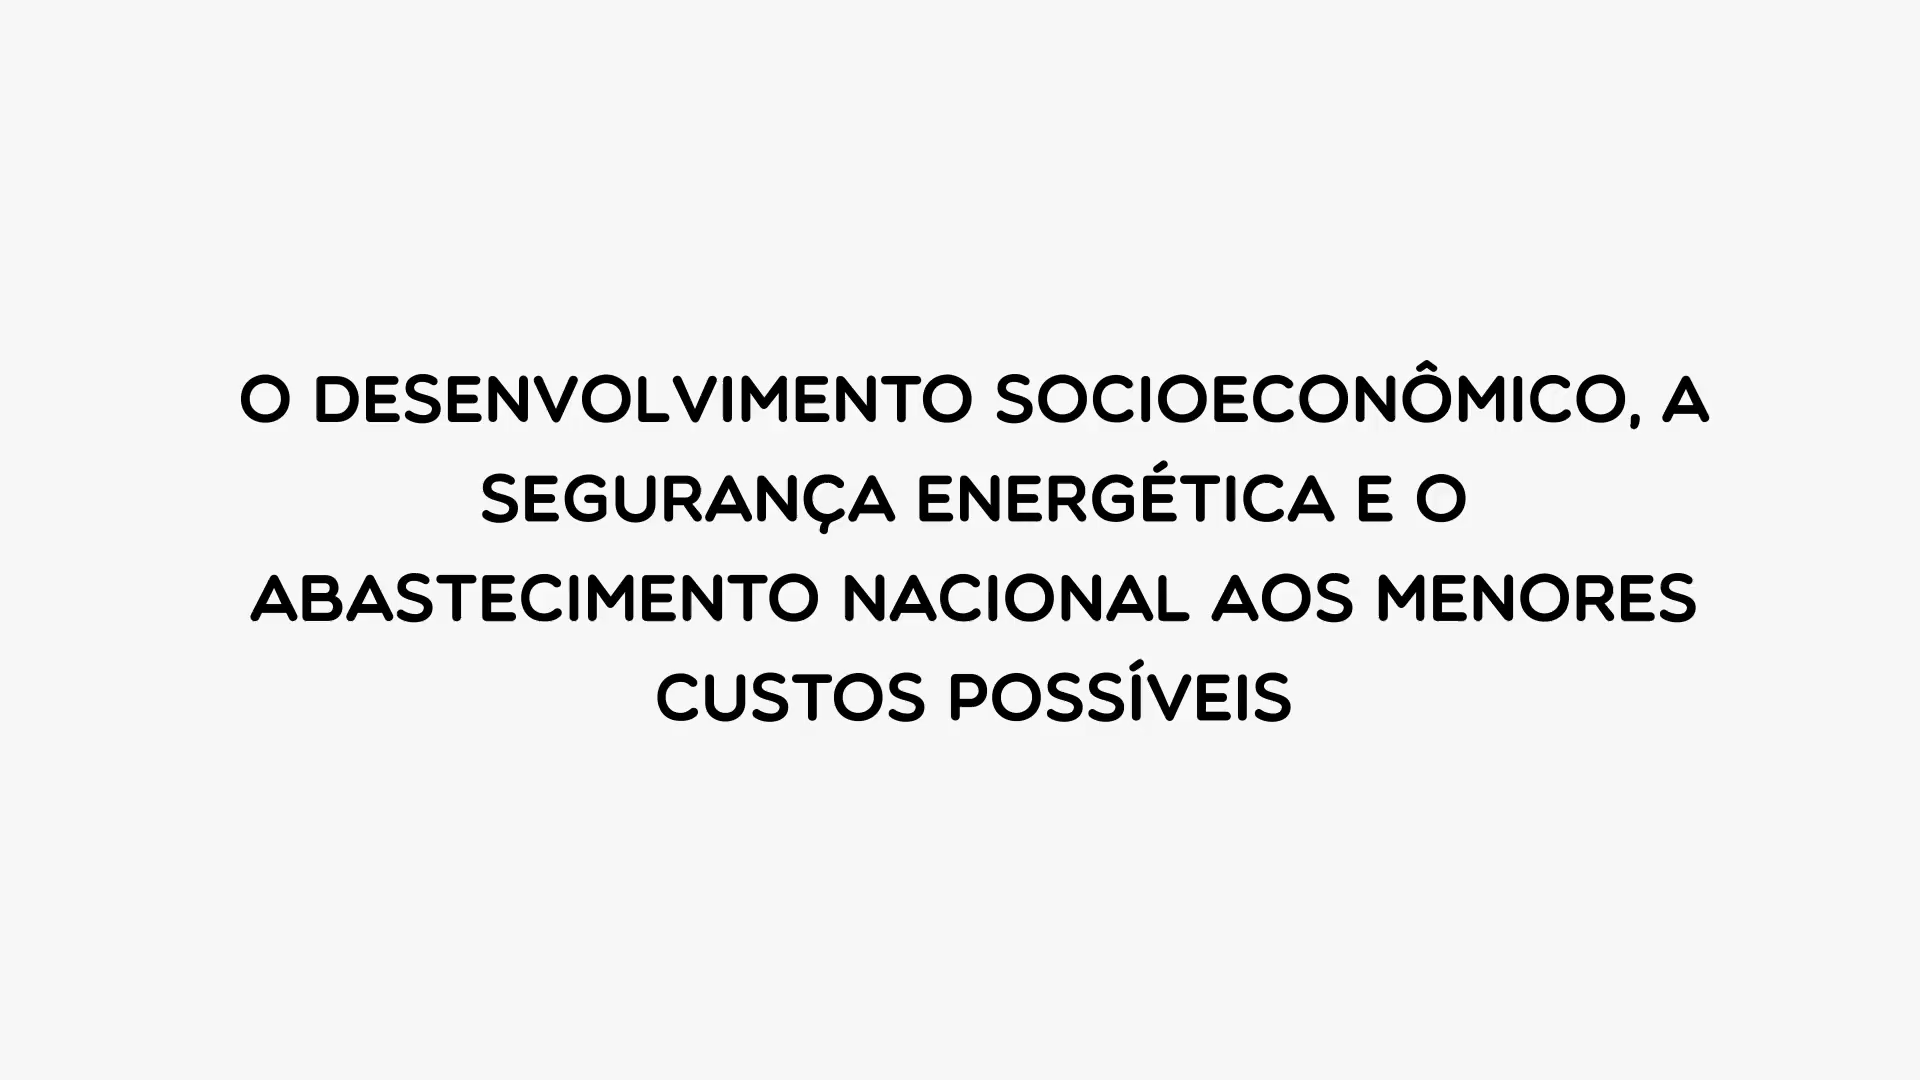 O DESENVOLVIMENTO SOCIOECONÔMICO, A
SEGURANÇA ENERGÉTICA E O
ABASTECIMENTO NACIONAL AOS MENORES
CUSTOS POSSÍVEIS